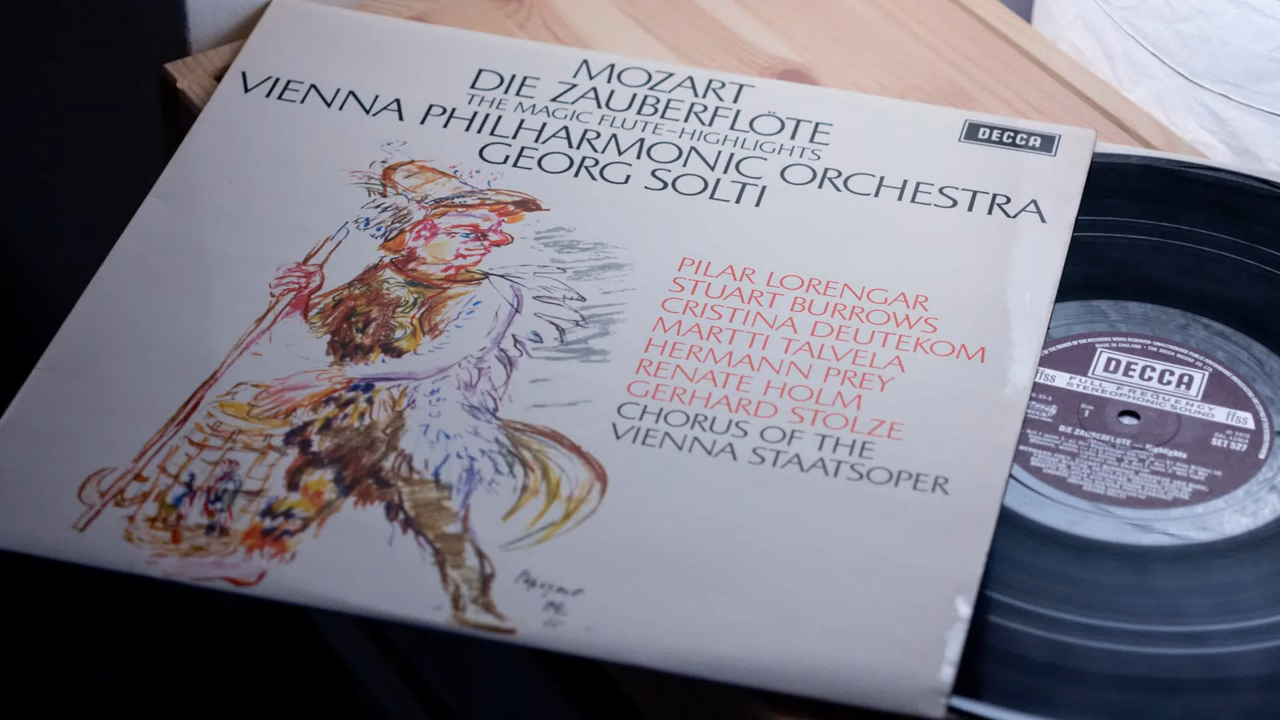 MOZART
DIE ZAUBERFLÖTE
THE MAGIC FLUTE-HIGHLIGHTS
VIENNA PHILHARMONIC ORCHESTRA
GEORG SOLTI
DECCA
PILAR LORENGAR
STUART BURROWS
CRISTINA DEUTEKOM
MARTTI TALVELA
HERMANN PREY
RENATE HOLM
GERHARD STOLZE
CHORUS OF THE
VIENNA STAATSOPER
MADE IN ENGLAND
DECCA
ffss FULL FREQUENCY ffss
STEREOPHONIC SOUND
SET 527
DIE ZAUBERFLÖTE — Highlights